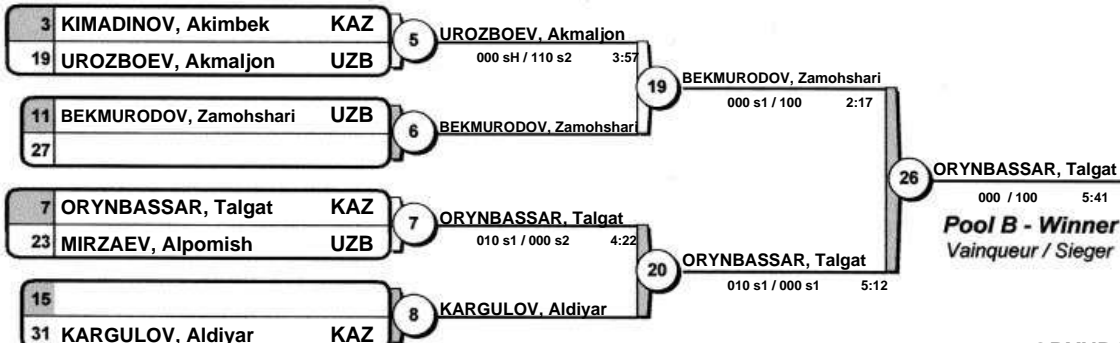 3 KIMADINOV, Akimbek KAZ
19 UROZBOEV, Akmaljon UZB
5
UROZBOEV, Akmaljon
000 sH / 110 s2 3:57
11 BEKMURODOV, Zamohshari UZB
27
6
BEKMURODOV, Zamohshari
19
BEKMURODOV, Zamohshari
000 s1 / 100 2:17
7 ORYNBASSAR, Talgat KAZ
23 MIRZAEV, Alpomish UZB
7
ORYNBASSAR, Talgat
010 s1 / 000 s2 4:22
15
31 KARGULOV, Aldiyar KAZ
8
KARGULOV, Aldiyar
20
ORYNBASSAR, Talgat
010 s1 / 000 s1 5:12
26
ORYNBASSAR, Talgat
000 / 100 5:41
Pool B - Winner
Vainqueur / Sieger